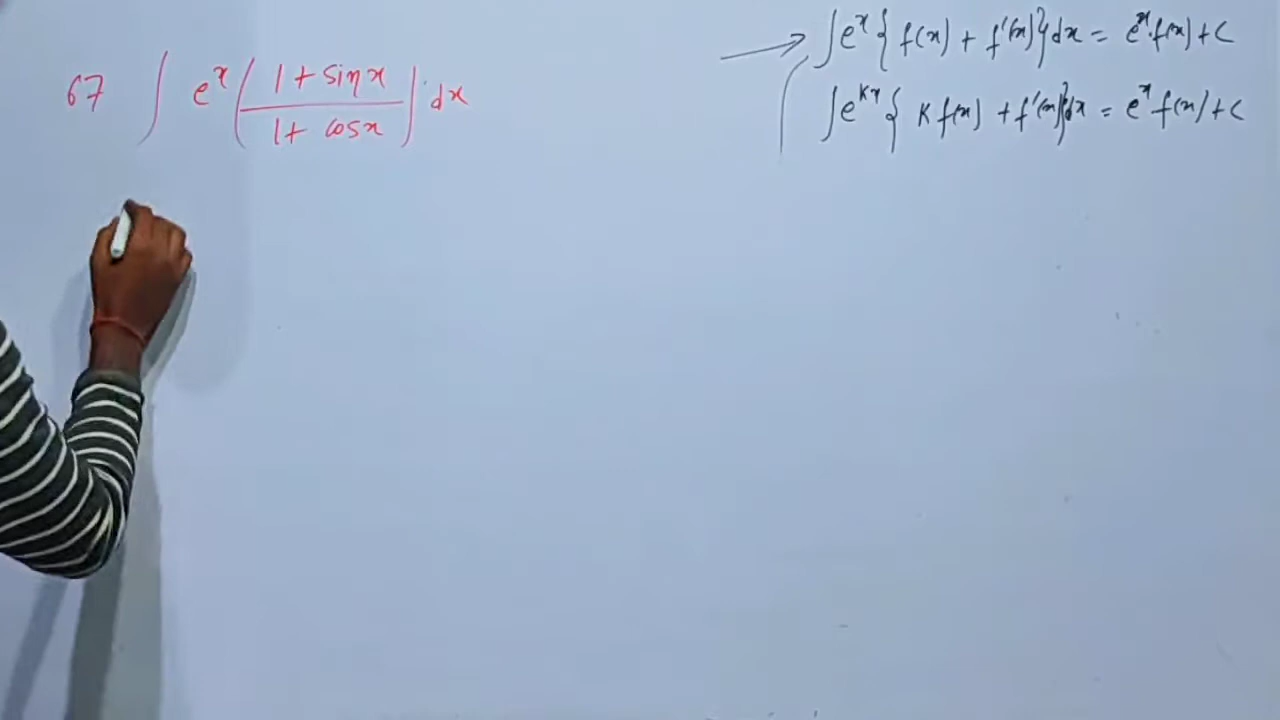 67 ∫ e^x ( (1 + sin x) / (1 + cos x) ) dx
∫ e^x { f(x) + f'(x) } dx = e^x . f(x) + c
∫ e^{Kx} { K f(x) + f'(x) } dx = e^x f(x) + c